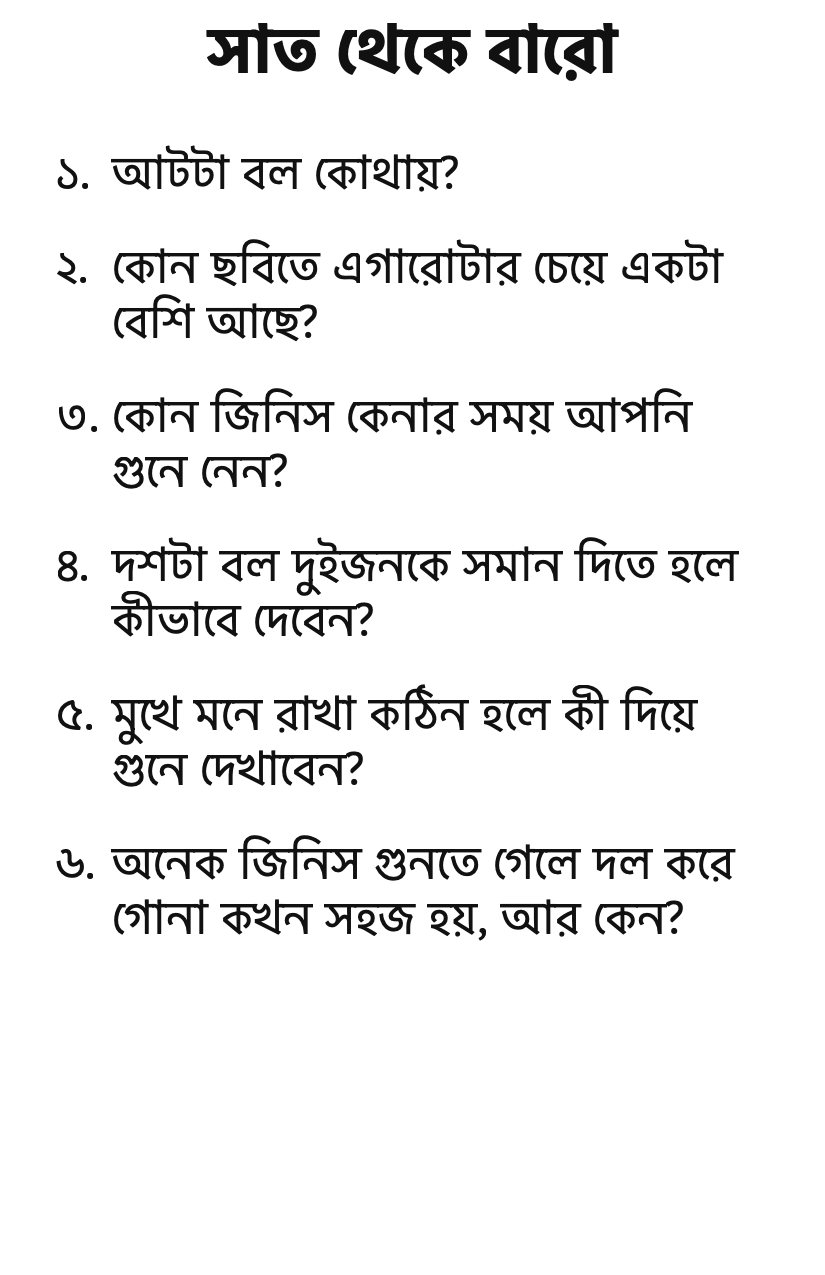 সাত থেকে বারো
১. আটটা বল কোথায়?
২. কোন ছবিতে এগারোটার চেয়ে একটা
বেশি আছে?
৩. কোন জিনিস কেনার সময় আপনি
গুনে নেন?
৪. দশটা বল দুইজনকে সমান দিতে হলে
কীভাবে দেবেন?
৫. মুখে মনে রাখা কঠিন হলে কী দিয়ে
গুনে দেখাবেন?
৬. অনেক জিনিস গুনতে গেলে দল করে
গোনা কখন সহজ হয়, আর কেন?